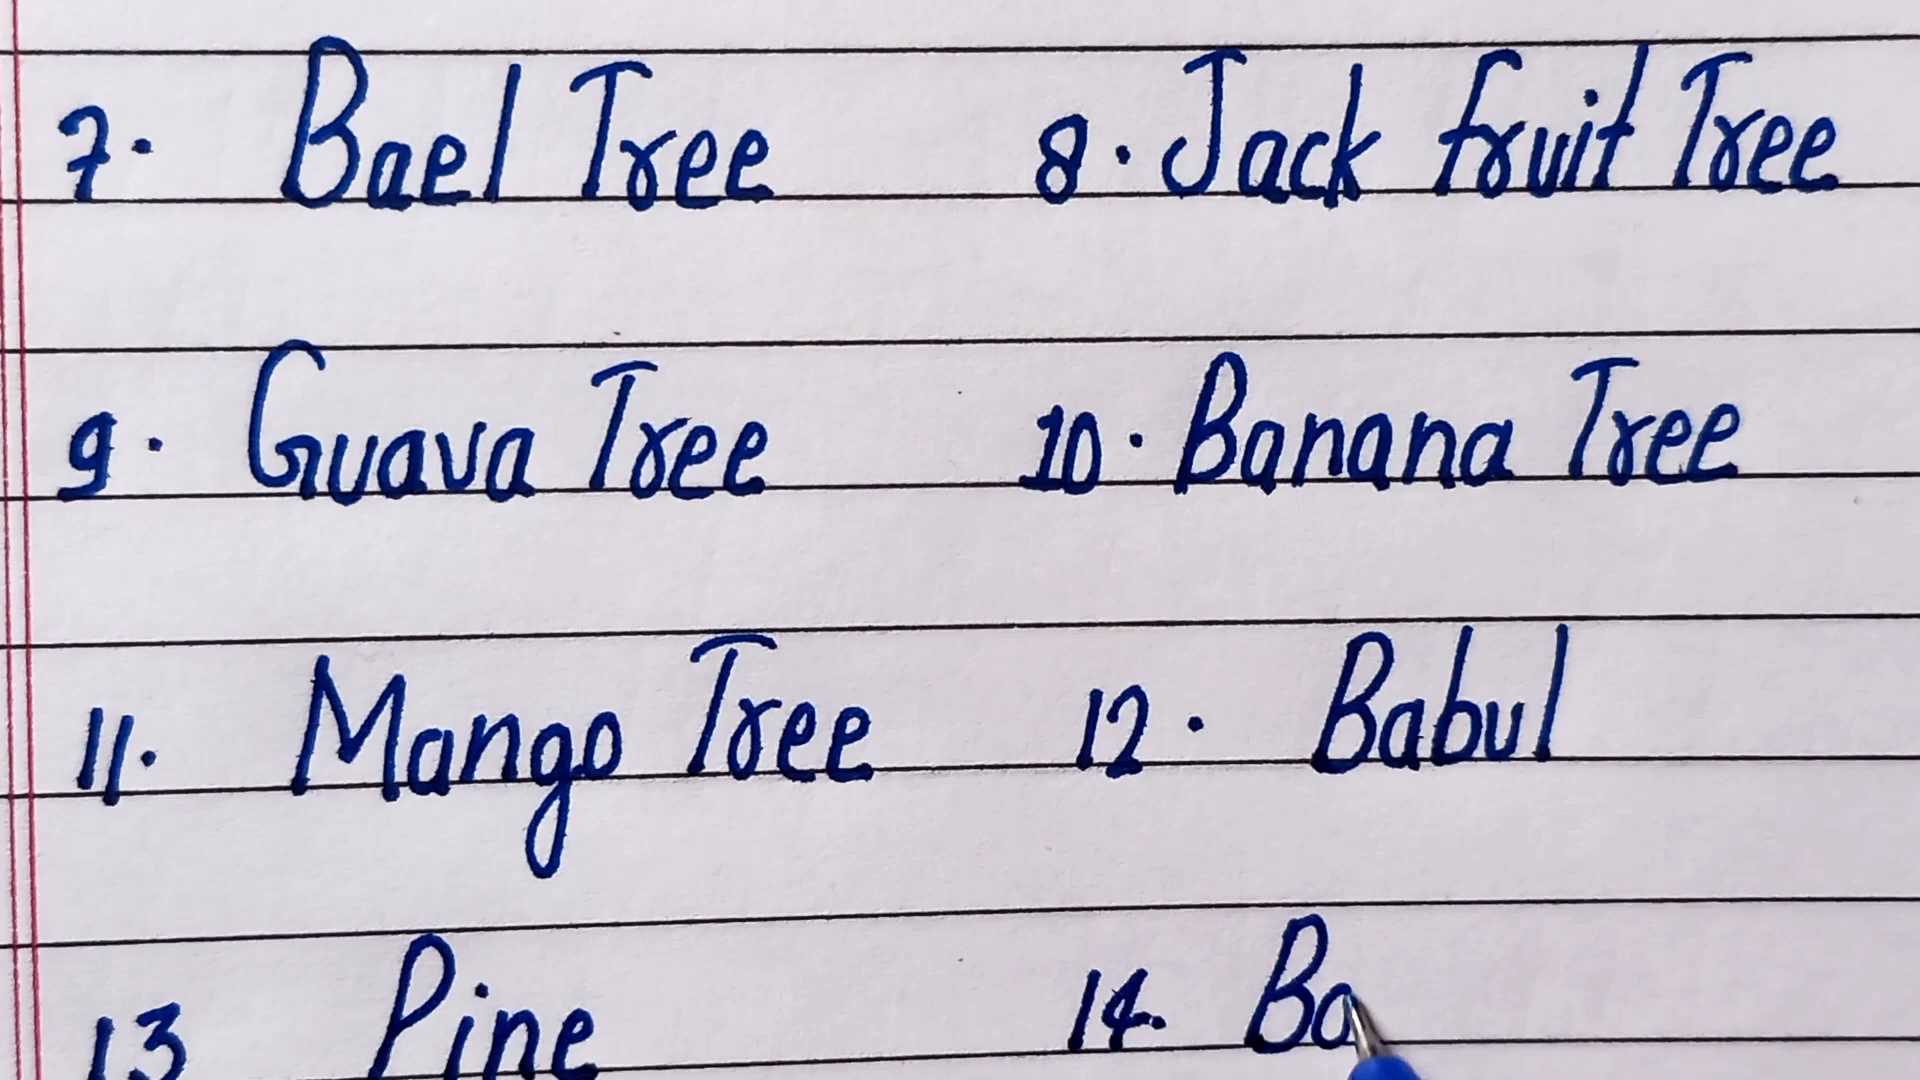 7. Bael Tree 8. Jack fruit Tree
9. Guava Tree 10. Banana Tree
11. Mango Tree 12. Babul
13 Pine 14.